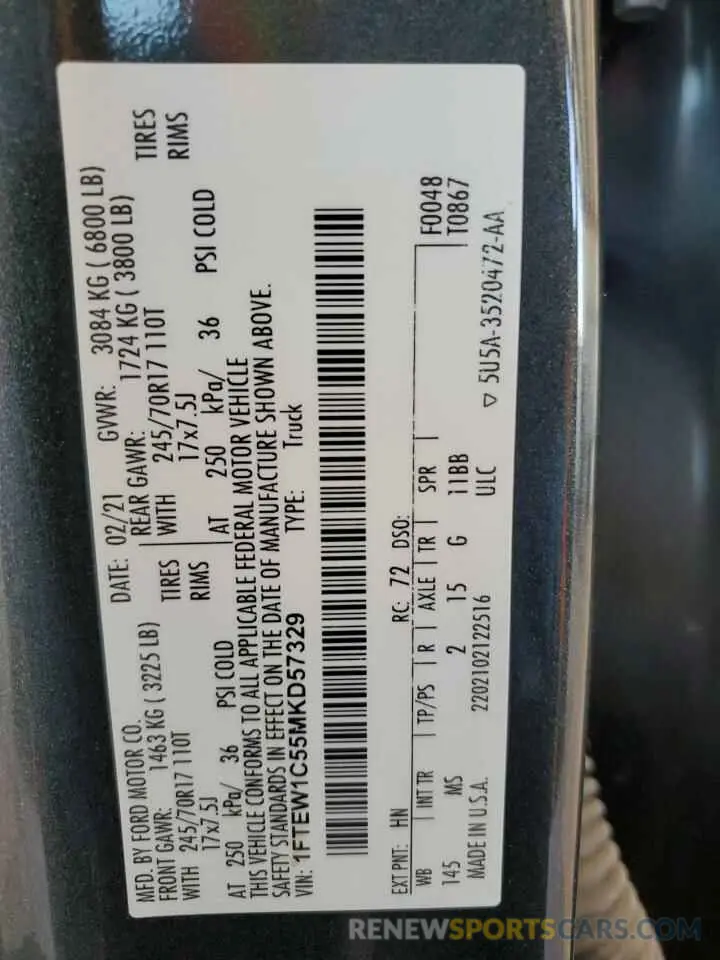 MFD. BY FORD MOTOR CO.
DATE: 02/21 GVWR: 3084 KG ( 6800 LB)
FRONT GAWR: 1463 KG ( 3225 LB) REAR GAWR: 1724 KG ( 3800 LB)
WITH 245/70R17 110T TIRES WITH 245/70R17 110T TIRES
17x7.5J RIMS 17x7.5J RIMS
AT 250 kPa/ 36 PSI COLD AT 250 kPa/ 36 PSI COLD
THIS VEHICLE CONFORMS TO ALL APPLICABLE FEDERAL MOTOR VEHICLE
SAFETY STANDARDS IN EFFECT ON THE DATE OF MANUFACTURE SHOWN ABOVE.
VIN: 1FTEW1C55MKD57329 TYPE: Truck
EXT PNT: HN RC: 72 DSO: F0048
WB INT TR TP/PS R AXLE TR SPR T0867
145 MS 2 15 G 11BB
MADE IN U.S.A. 2202102122516 ULC
▽ 5U5A-3520472-AA
RENEWSPORTSCARS.COM